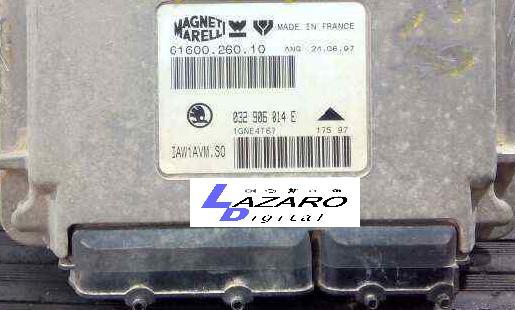 MAGNETI MARELLI MADE IN FRANCE
61600.260.10 ANG 24.06.97
032 906 014 E
1GNE4T67 175 97
IAW1AVM.SO
LAZARO
Digital